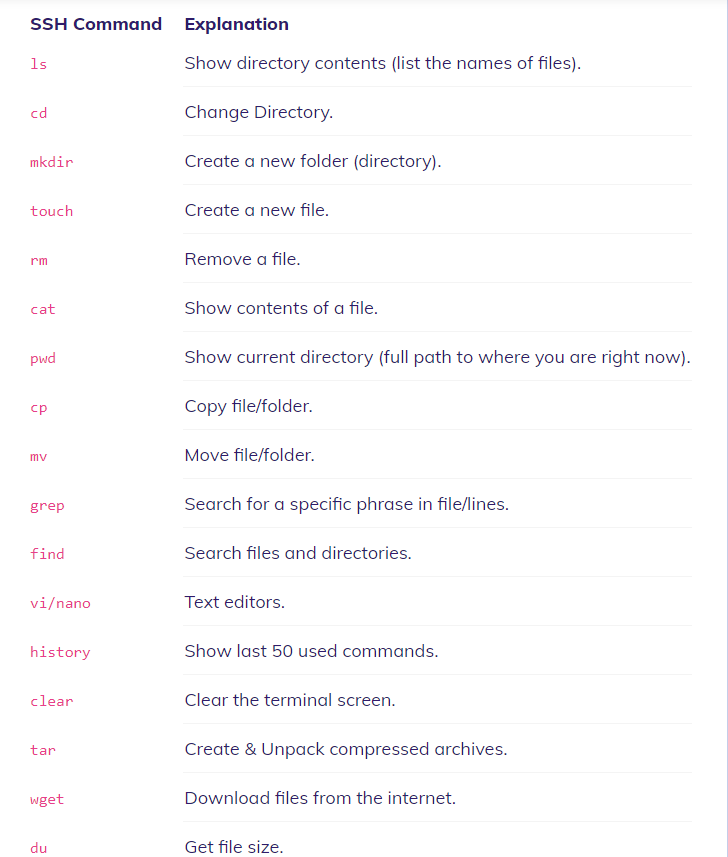 SSH Command Explanation
ls Show directory contents (list the names of files).
cd Change Directory.
mkdir Create a new folder (directory).
touch Create a new file.
rm Remove a file.
cat Show contents of a file.
pwd Show current directory (full path to where you are right now).
cp Copy file/folder.
mv Move file/folder.
grep Search for a specific phrase in file/lines.
find Search files and directories.
vi/nano Text editors.
history Show last 50 used commands.
clear Clear the terminal screen.
tar Create & Unpack compressed archives.
wget Download files from the internet.
du Get file size.